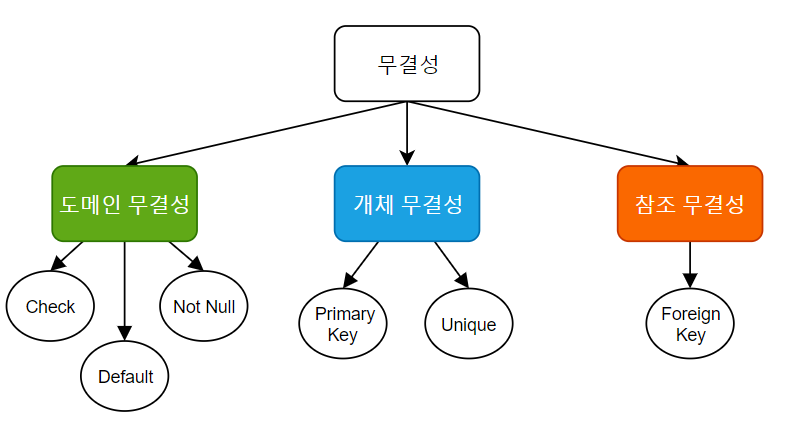 무결성
도메인 무결성
개체 무결성
참조 무결성
Check
Default
Not Null
Primary
Key
Unique
Foreign
Key